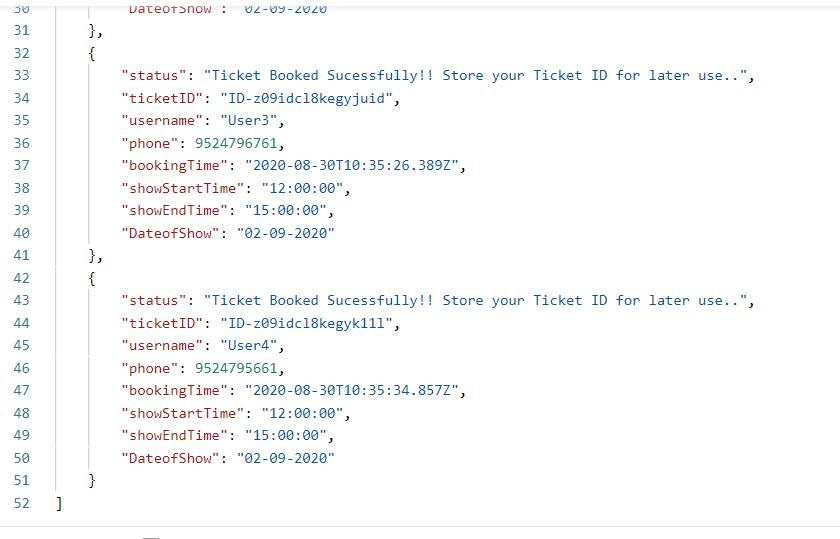 30 "DateofShow": "02-09-2020"
31 },
32 {
33 "status": "Ticket Booked Sucessfully!! Store your Ticket ID for later use..",
34 "ticketID": "ID-z09idcl8kegyjuid",
35 "username": "User3",
36 "phone": 9524796761,
37 "bookingTime": "2020-08-30T10:35:26.389Z",
38 "showStartTime": "12:00:00",
39 "showEndTime": "15:00:00",
40 "DateofShow": "02-09-2020"
41 },
42 {
43 "status": "Ticket Booked Sucessfully!! Store your Ticket ID for later use..",
44 "ticketID": "ID-z09idcl8kegyk11l",
45 "username": "User4",
46 "phone": 9524795661,
47 "bookingTime": "2020-08-30T10:35:34.857Z",
48 "showStartTime": "12:00:00",
49 "showEndTime": "15:00:00",
50 "DateofShow": "02-09-2020"
51 }
52 ]